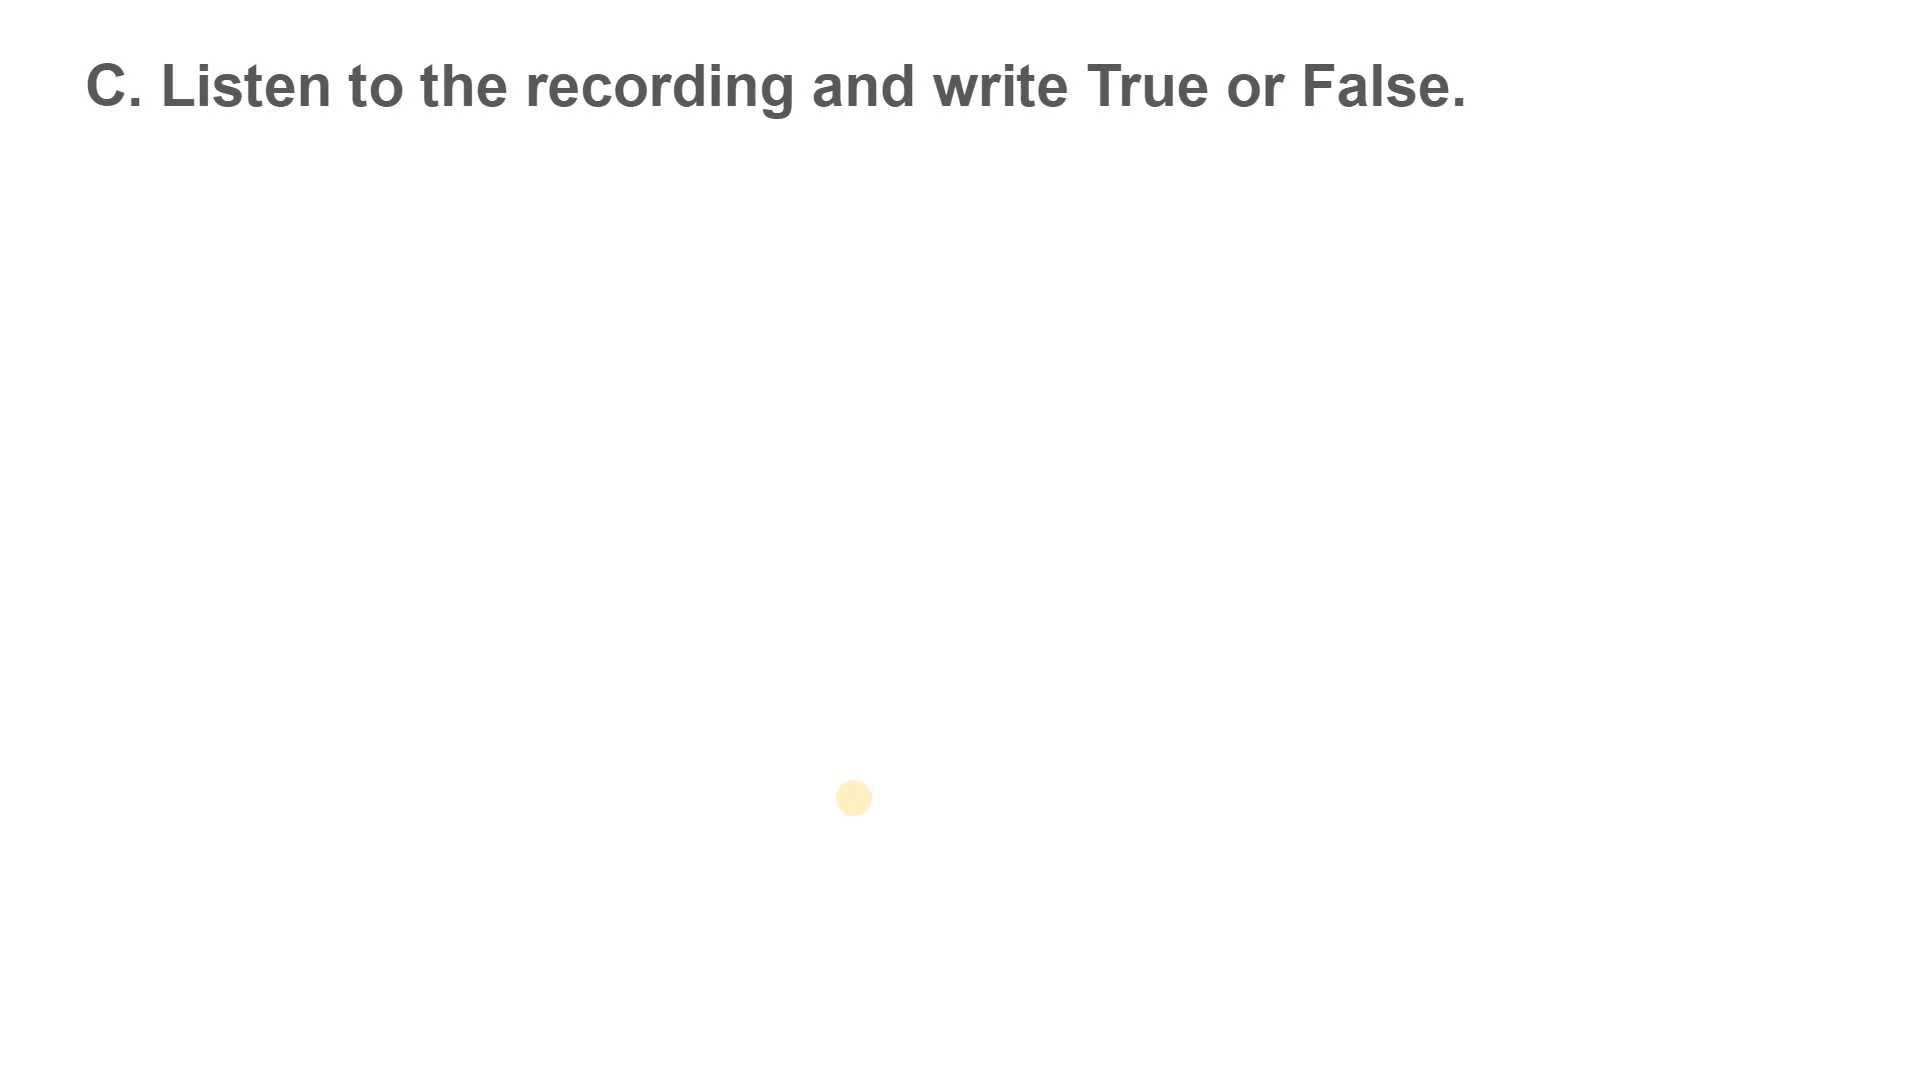 C. Listen to the recording and write True or False.